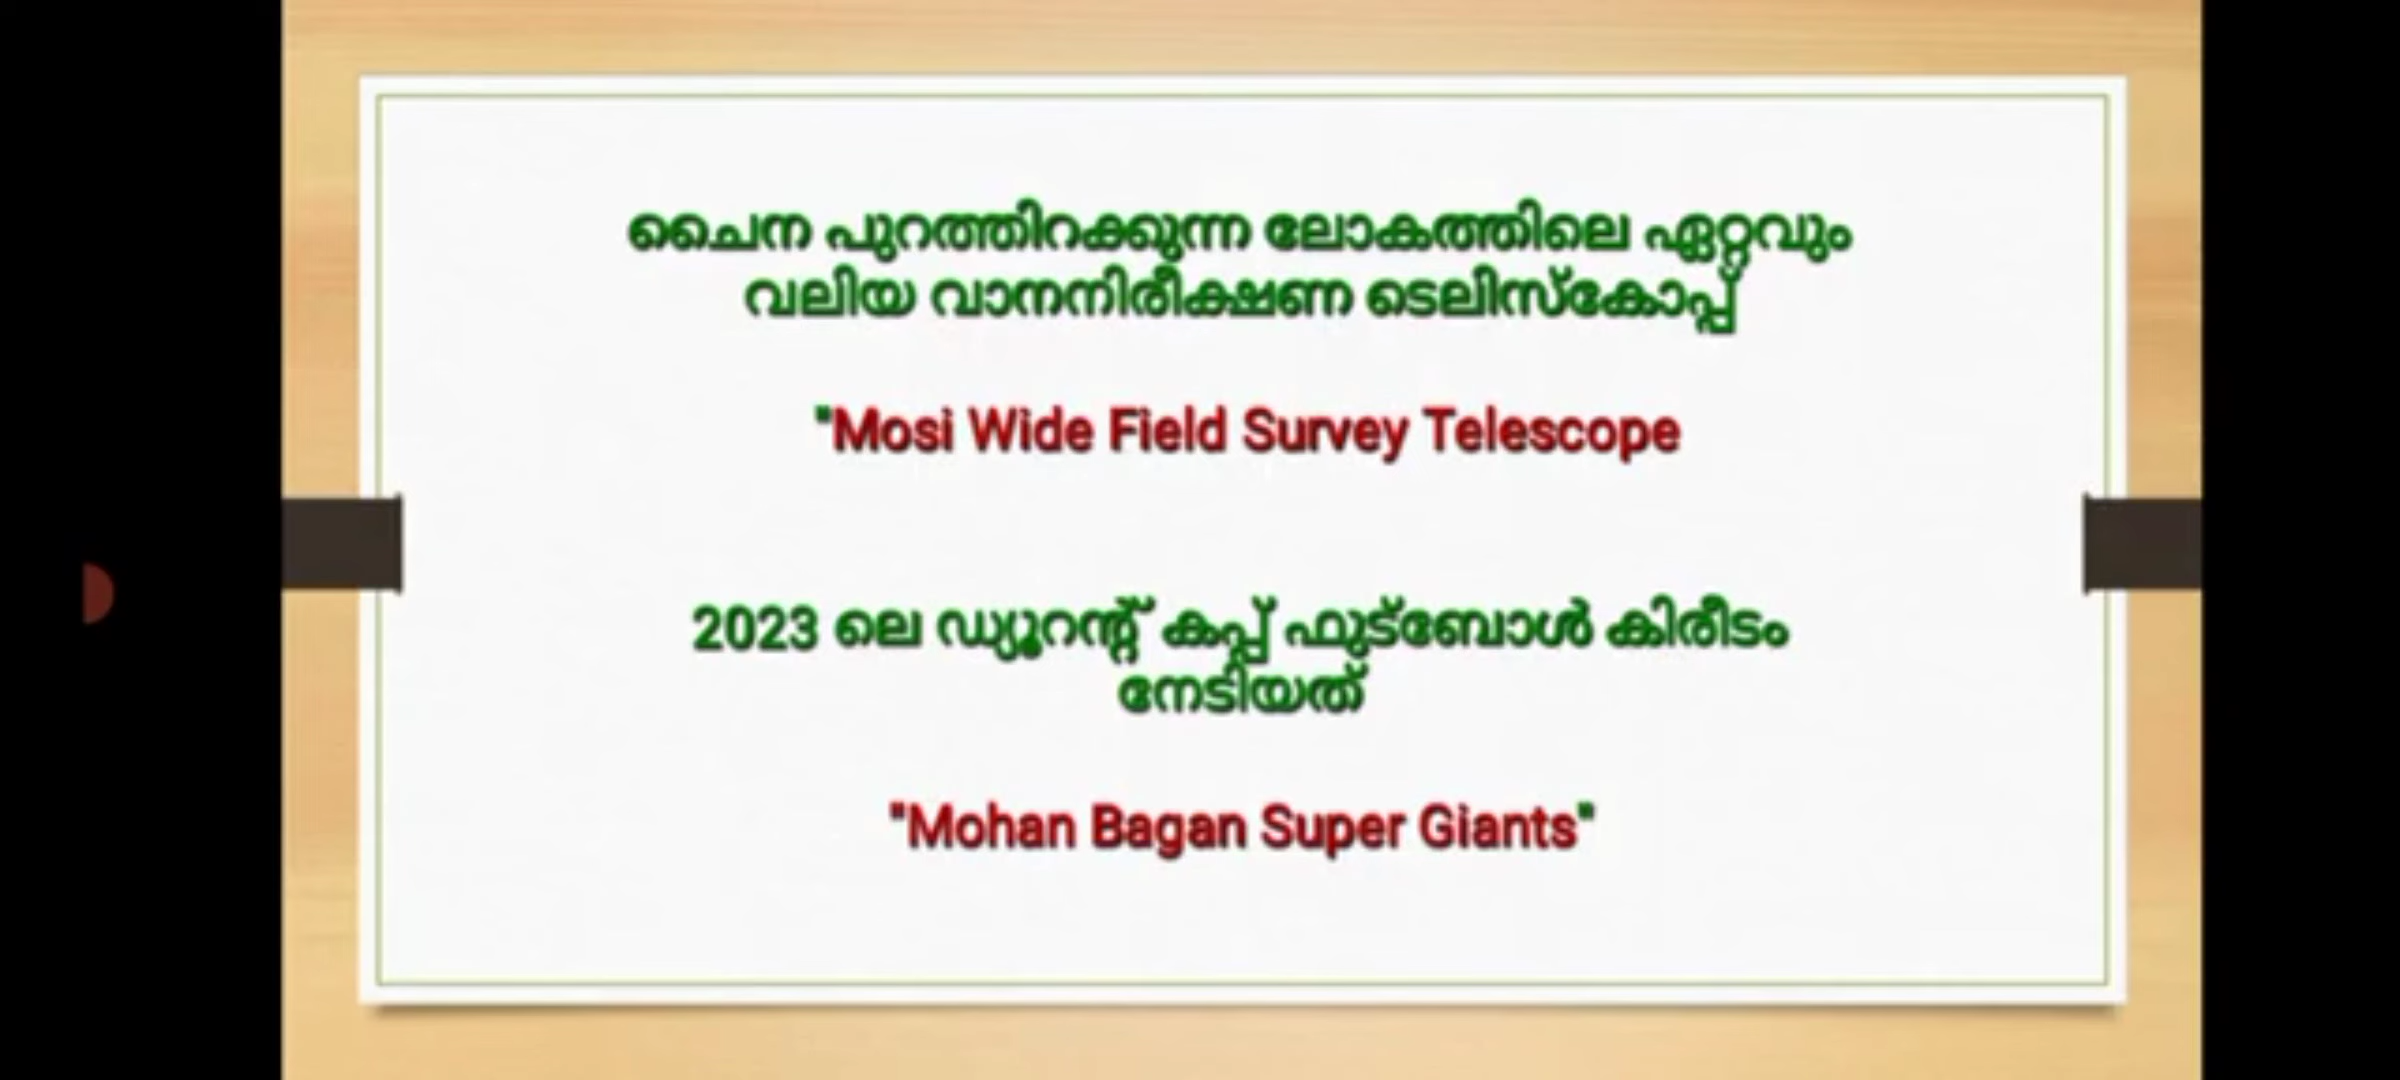 ചൈന പുറത്തിറക്കുന്ന ലോകത്തിലെ ഏറ്റവും
വലിയ വാനനിരീക്ഷണ ടെലിസ്കോപ്പ്
"Mosi Wide Field Survey Telescope
2023 ലെ ഡ്യൂറന്റ് കപ്പ് ഫുട്ബോൾ കിരീടം
നേടിയത്
"Mohan Bagan Super Giants"